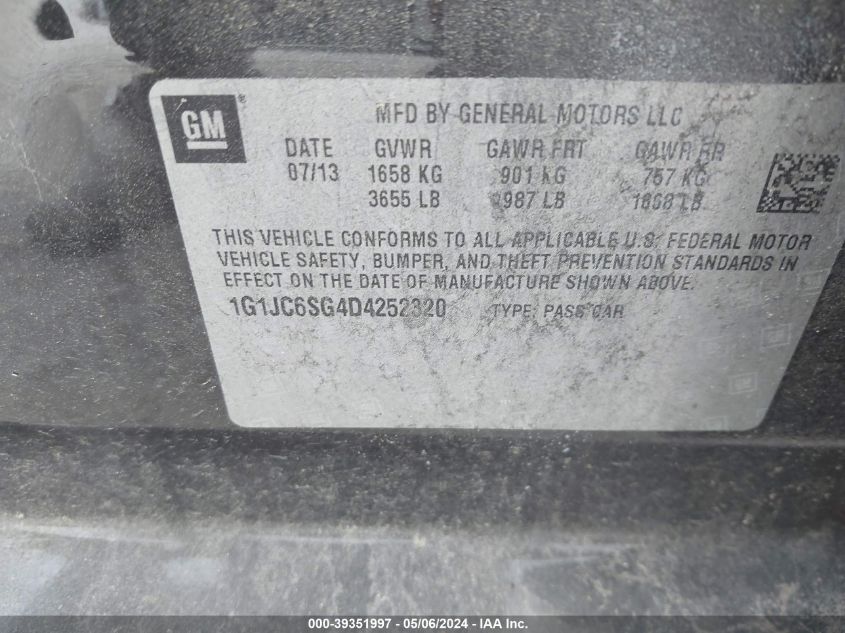 GM ®
MFD BY GENERAL MOTORS LLC
DATE GVWR GAWR FRT GAWR RR
07/13 1658 KG 901 KG 757 KG
3655 LB 1987 LB 1668 LB
THIS VEHICLE CONFORMS TO ALL APPLICABLE U.S. FEDERAL MOTOR
VEHICLE SAFETY, BUMPER, AND THEFT PREVENTION STANDARDS IN
EFFECT ON THE DATE OF MANUFACTURE SHOWN ABOVE.
1G1JC6SG4D4252320 TYPE: PASS CAR
000-39351997 - 05/06/2024 - IAA Inc.